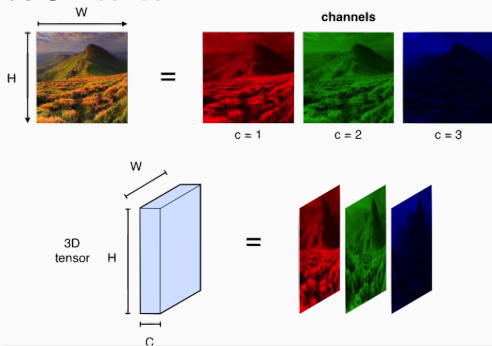 W
channels
H
=
c = 1
c = 2
c = 3
W
3D
tensor
H
=
C